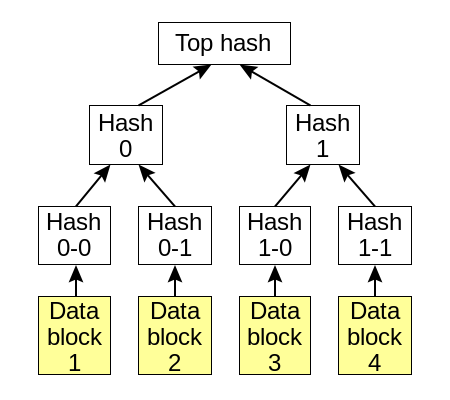 Top hash
Hash
0
Hash
1
Hash
0-0
Hash
0-1
Hash
1-0
Hash
1-1
Data
block
1
Data
block
2
Data
block
3
Data
block
4